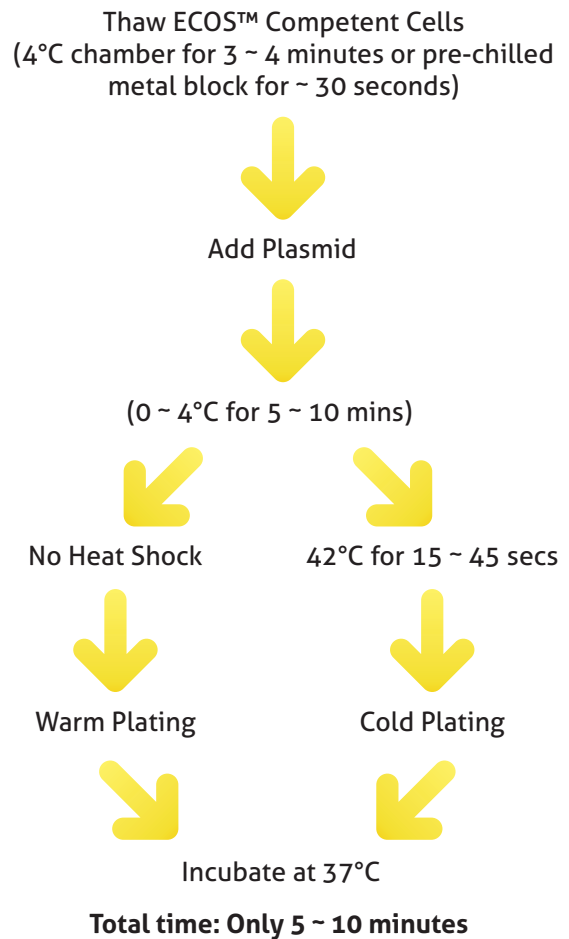 Thaw ECOS™ Competent Cells
(4°C chamber for 3 ~ 4 minutes or pre-chilled
metal block for ~ 30 seconds)
Add Plasmid
(0 ~ 4°C for 5 ~ 10 mins)
No Heat Shock
42°C for 15 ~ 45 secs
Warm Plating
Cold Plating
Incubate at 37°C
Total time: Only 5 ~ 10 minutes